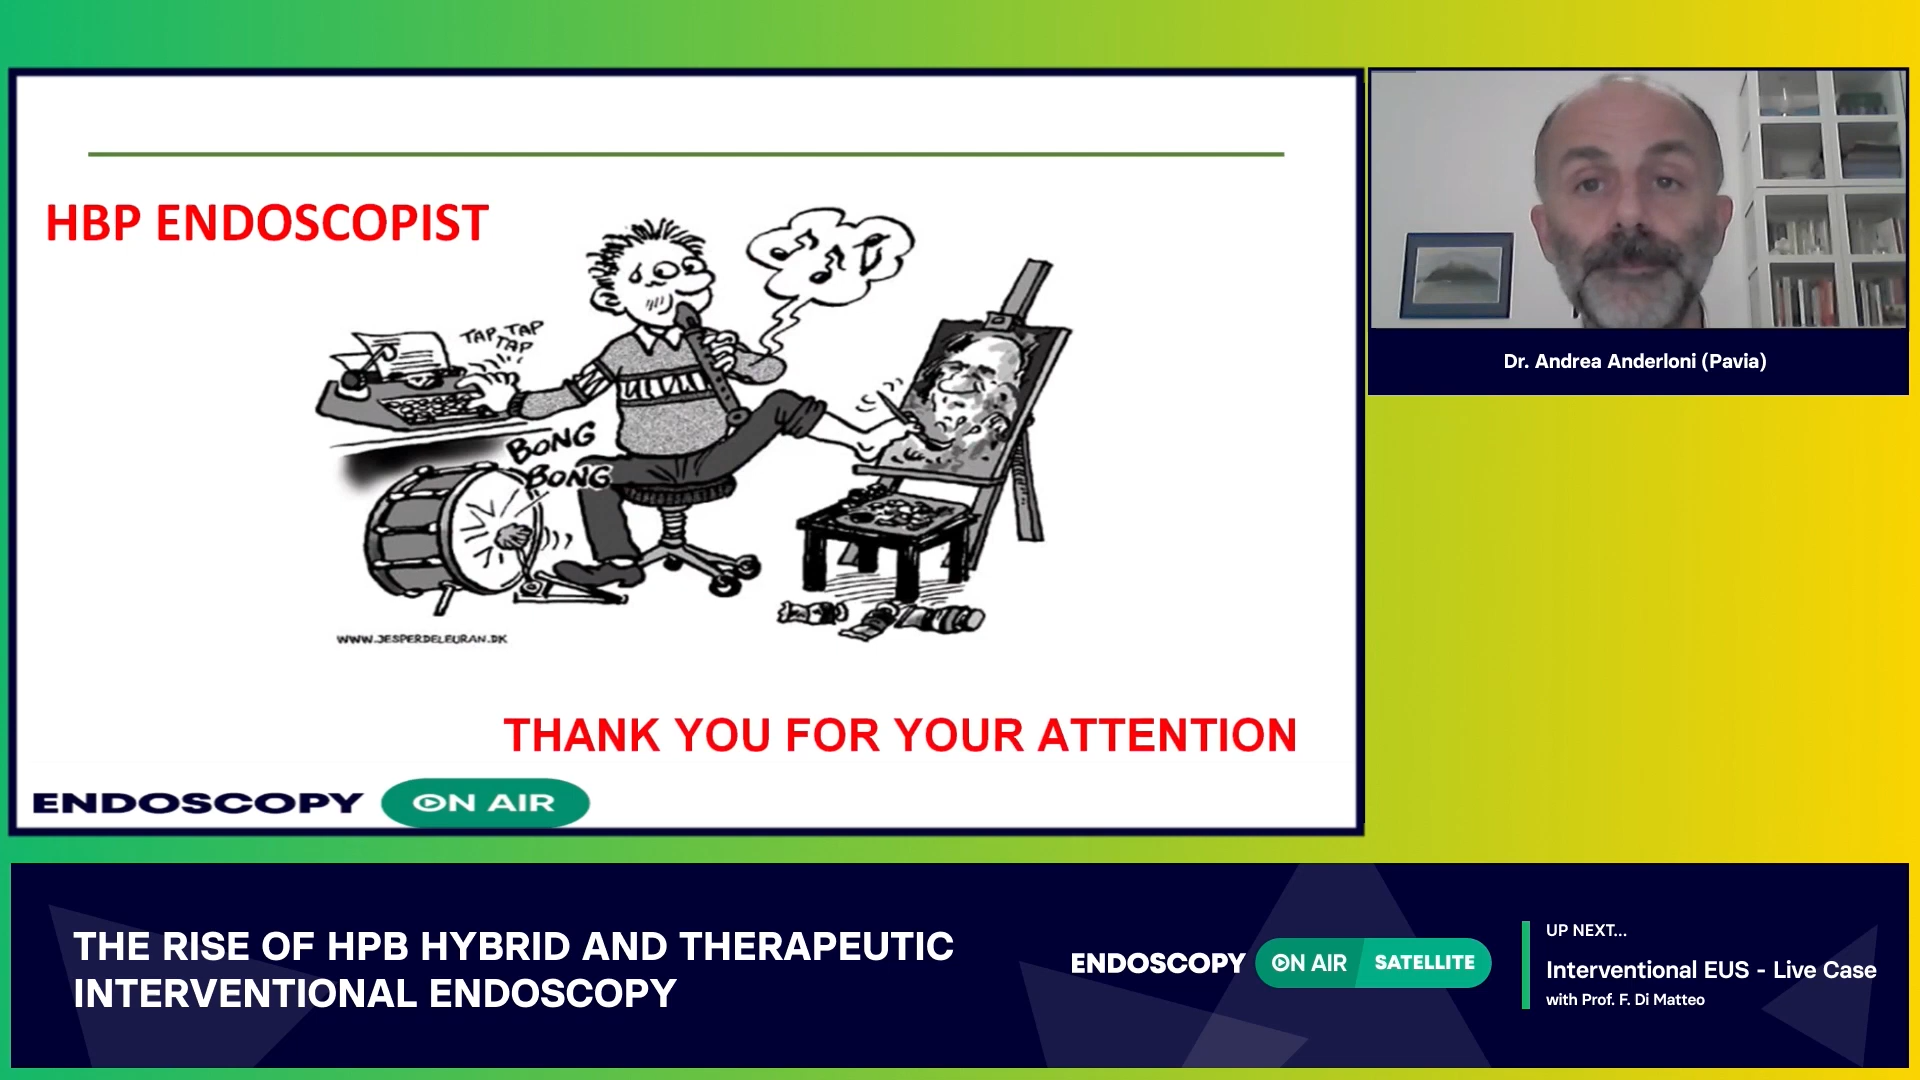 HBP ENDOSCOPIST
TAP TAP
TAP
BONG
BONG
WWW.JESPERDELEURAN.DK
THANK YOU FOR YOUR ATTENTION
ENDOSCOPY ON AIR
Dr. Andrea Anderloni (Pavia)
THE RISE OF HPB HYBRID AND THERAPEUTIC
INTERVENTIONAL ENDOSCOPY
ENDOSCOPY ON AIR SATELLITE
UP NEXT...
Interventional EUS - Live Case
with Prof. F. Di Matteo